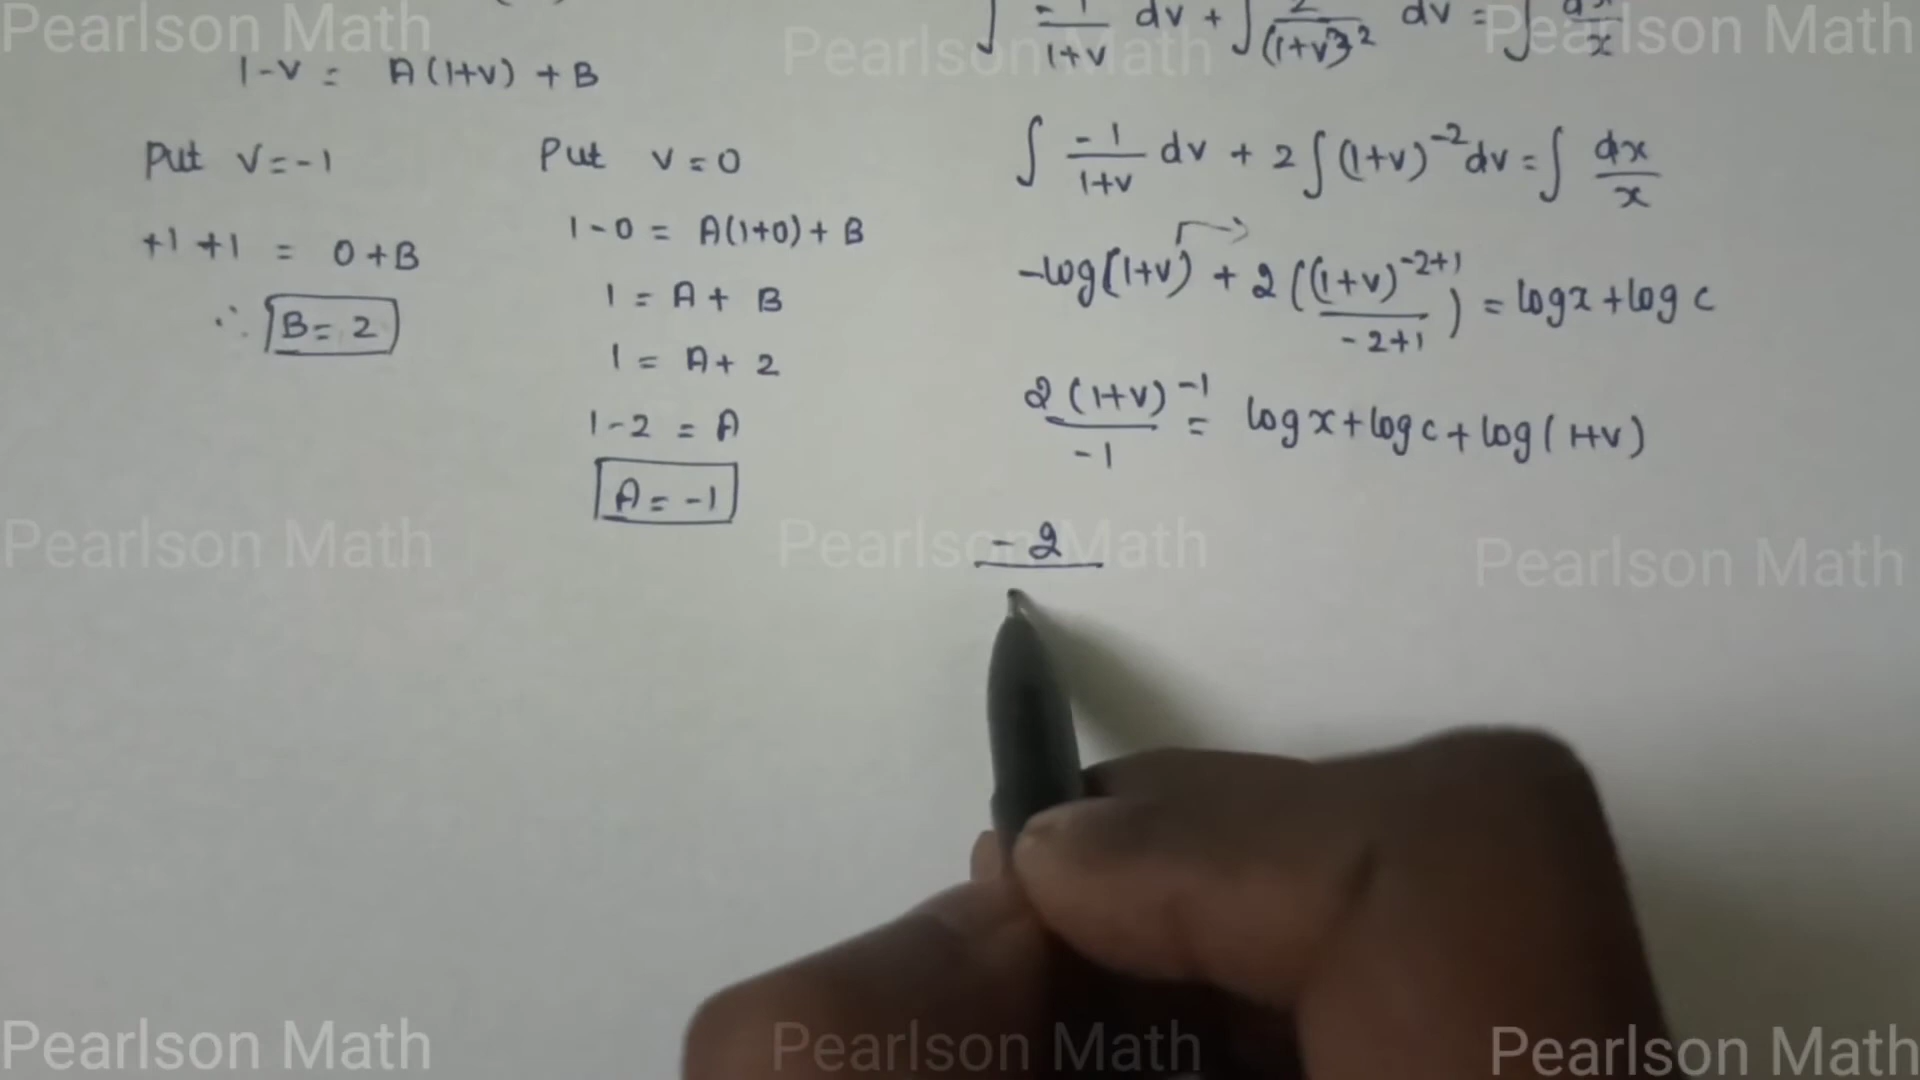 Pearlson Math
Pearlson Math
Pearlson Math
1-v = A(1+v) + B
Put v = -1
+1 +1 = 0+B
∴ B = 2
Put v = 0
1-0 = A(1+0) + B
1 = A + B
1 = A + 2
1-2 = A
A = -1
∫ -1/(1+v) dv + ∫ 2/(1+v)² dv = ∫ dx/x
∫ -1/(1+v) dv + 2∫(1+v)⁻² dv = ∫ dx/x
-log(1+v) + 2((1+v)⁻²⁺¹/-2+1) = logx + log c
2(1+v)⁻¹/-1 = logx + logc + log(1+v)
-2
Pearlson Math
Pearlson Math
Pearlson Math
Pearlson Math
Pearlson Math
Pearlson Math